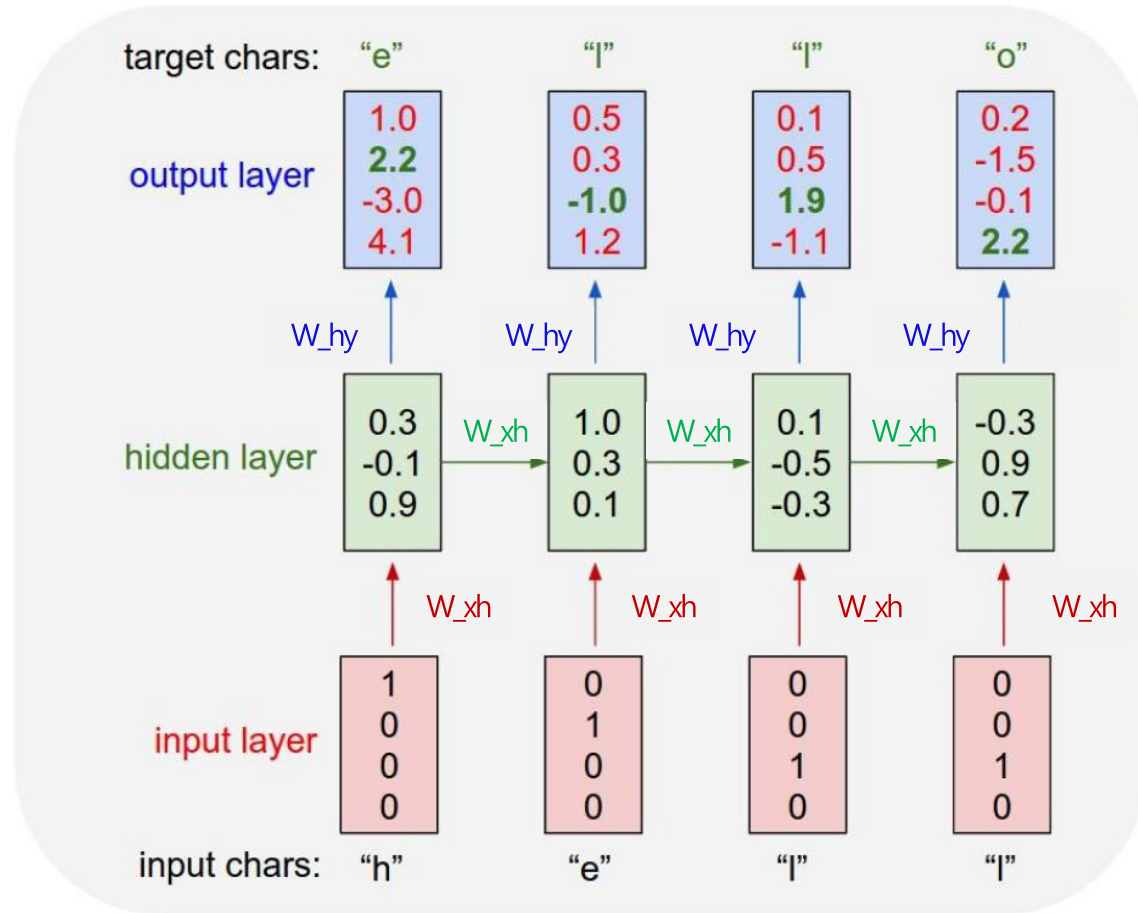 target chars: “e” “l” “l” “o”
output layer
1.0 0.5 0.1 0.2
2.2 0.3 0.5 -1.5
-3.0 -1.0 1.9 -0.1
4.1 1.2 -1.1 2.2
W_hy W_hy W_hy W_hy
hidden layer
0.3 1.0 0.1 -0.3
-0.1 0.3 -0.5 0.9
0.9 0.1 -0.3 0.7
W_xh W_xh W_xh
W_xh W_xh W_xh W_xh
input layer
1 0 0 0
0 1 0 0
0 0 1 1
0 0 0 0
input chars: “h” “e” “l” “l”